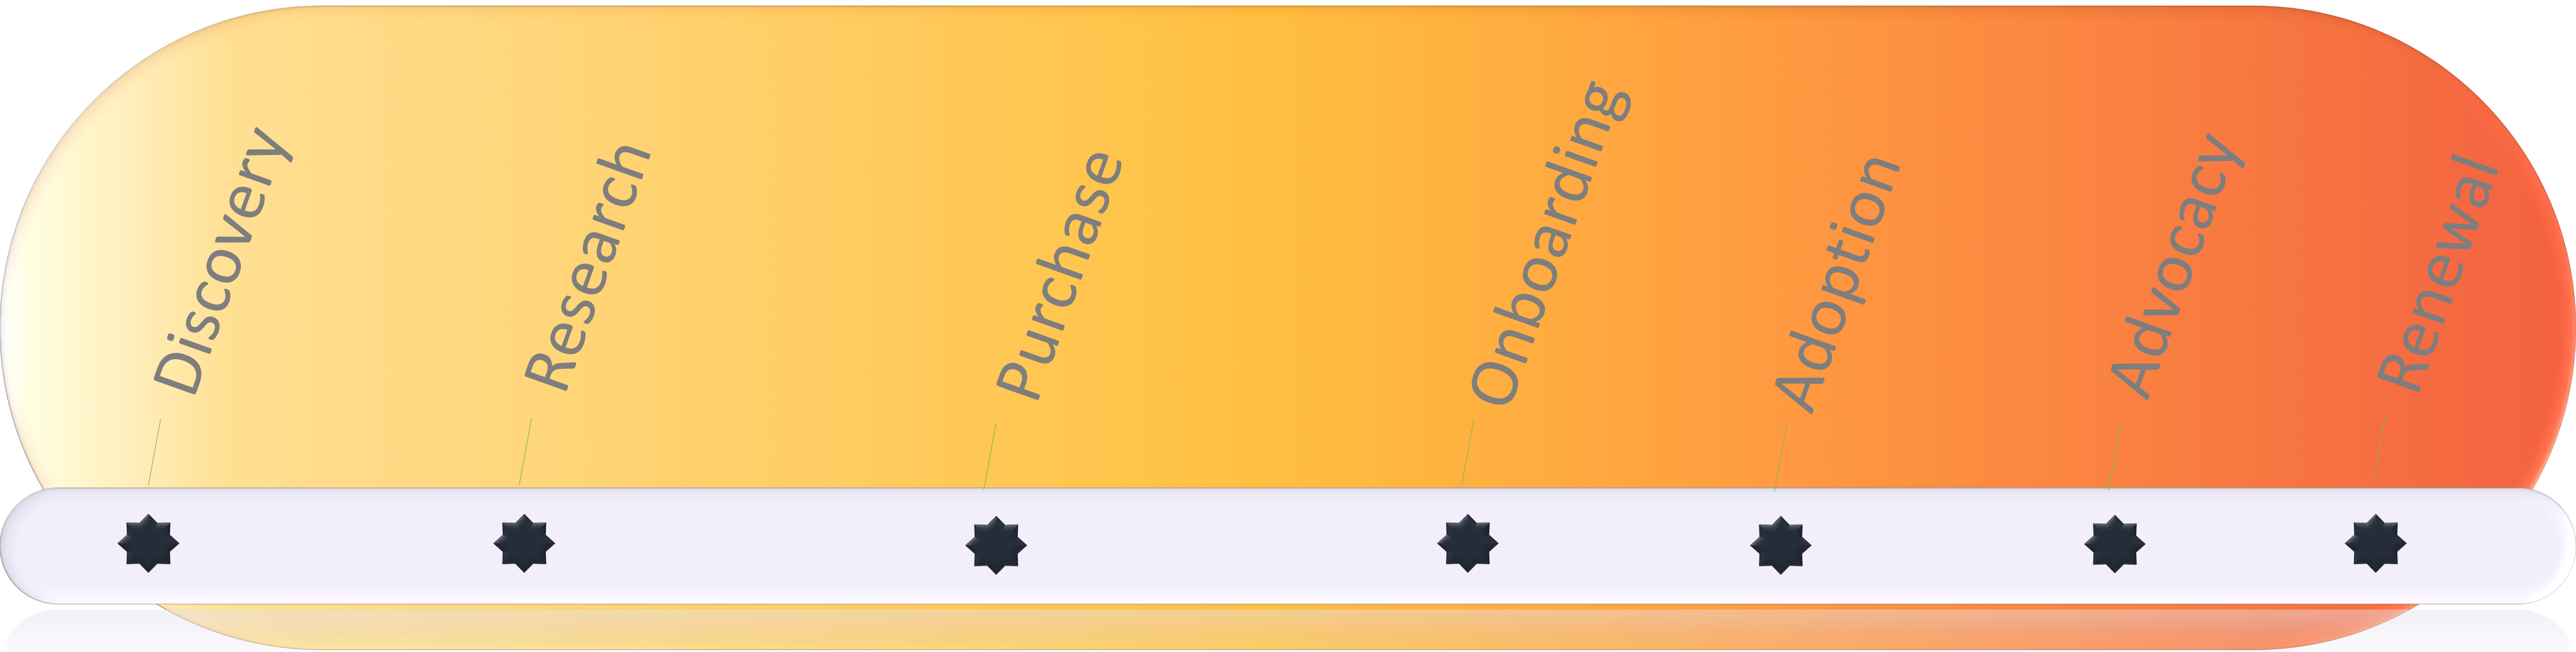 Discovery
Research
Purchase
Onboarding
Adoption
Advocacy
Renewal